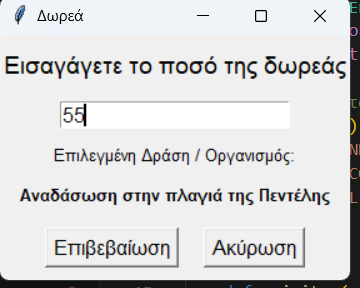 Δωρεά
Εισαγάγετε το ποσό της δωρεάς
55
Επιλεγμένη Δράση / Οργανισμός:
Αναδάσωση στην πλαγιά της Πεντέλης
Επιβεβαίωση Ακύρωση